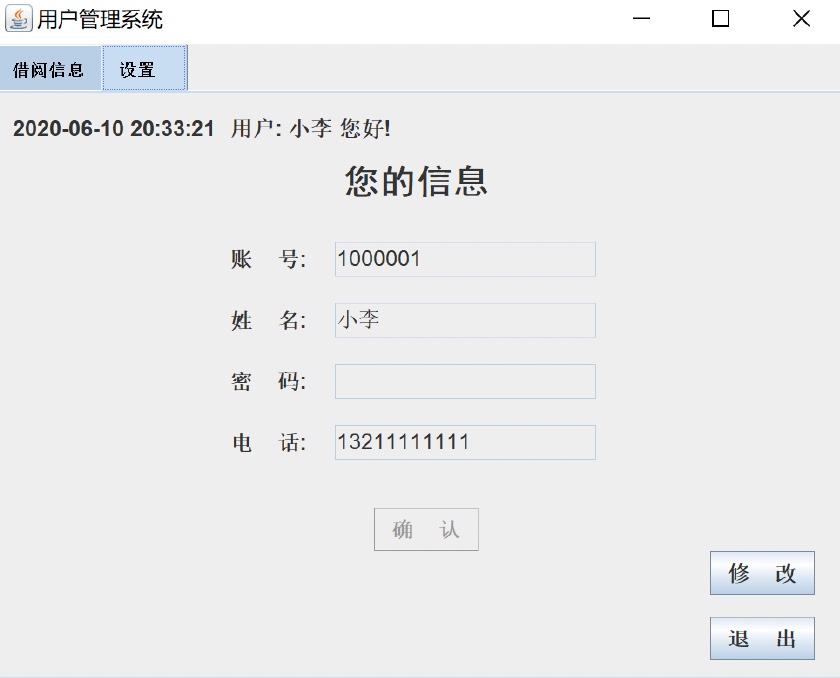 用户管理系统
借阅信息 设置
2020-06-10 20:33:21 用户: 小李 您好!
您的信息
账 号: 1000001
姓 名: 小李
密 码:
电 话: 13211111111
确 认
修 改
退 出